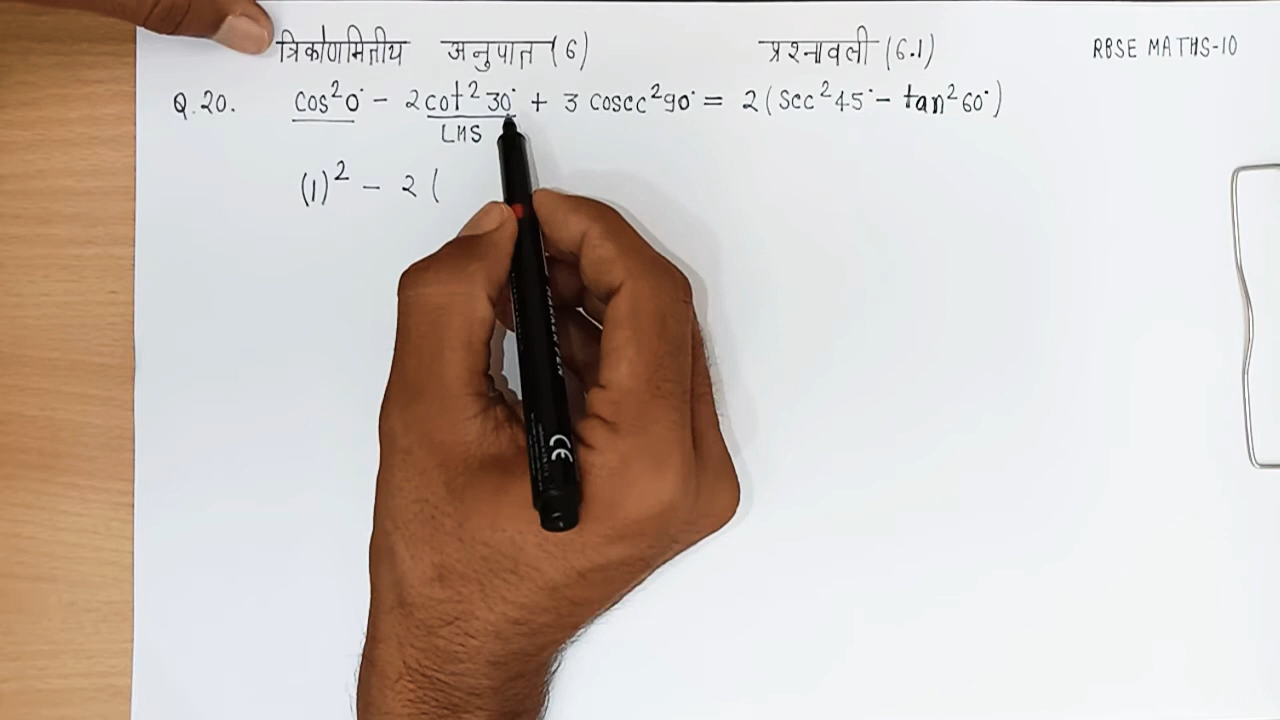 त्रिकोणमितीय अनुपात (6) प्रश्नावली (6.1) RBSE MATHS-10
Q.20. cos²0° - 2cot²30° + 3 cosec²90° = 2(sec²45° - tan²60°)
LHS
(1)² - 2(
CE